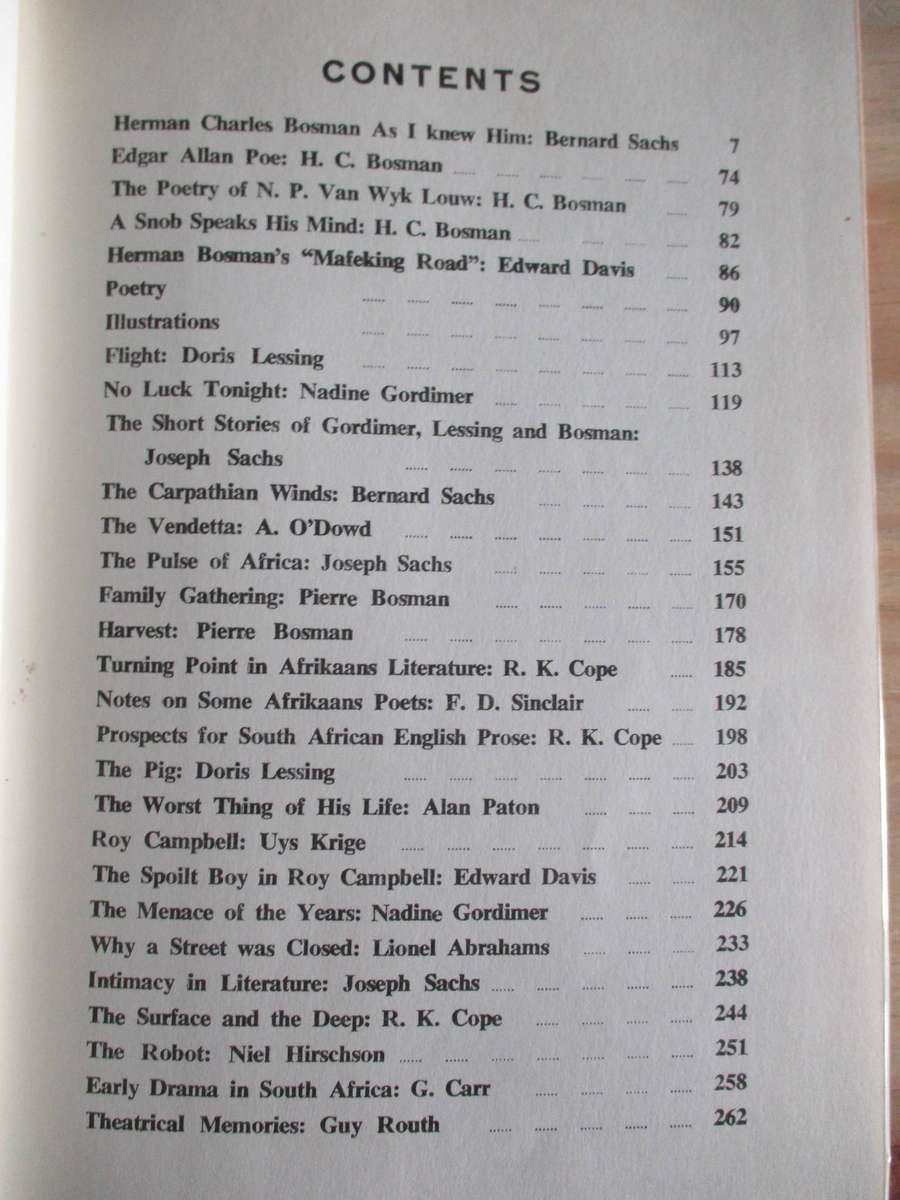 CONTENTS
Herman Charles Bosman As I knew Him: Bernard Sachs 7
Edgar Allan Poe: H. C. Bosman 74
The Poetry of N. P. Van Wyk Louw: H. C. Bosman 79
A Snob Speaks His Mind: H. C. Bosman 82
Herman Bosman's "Mafeking Road": Edward Davis 86
Poetry 90
Illustrations 97
Flight: Doris Lessing 113
No Luck Tonight: Nadine Gordimer 119
The Short Stories of Gordimer, Lessing and Bosman:
Joseph Sachs 138
The Carpathian Winds: Bernard Sachs 143
The Vendetta: A. O'Dowd 151
The Pulse of Africa: Joseph Sachs 155
Family Gathering: Pierre Bosman 170
Harvest: Pierre Bosman 178
Turning Point in Afrikaans Literature: R. K. Cope 185
Notes on Some Afrikaans Poets: F. D. Sinclair 192
Prospects for South African English Prose: R. K. Cope 198
The Pig: Doris Lessing 203
The Worst Thing of His Life: Alan Paton 209
Roy Campbell: Uys Krige 214
The Spoilt Boy in Roy Campbell: Edward Davis 221
The Menace of the Years: Nadine Gordimer 226
Why a Street was Closed: Lionel Abrahams 233
Intimacy in Literature: Joseph Sachs 238
The Surface and the Deep: R. K. Cope 244
The Robot: Niel Hirschson 251
Early Drama in South Africa: G. Carr 258
Theatrical Memories: Guy Routh 262